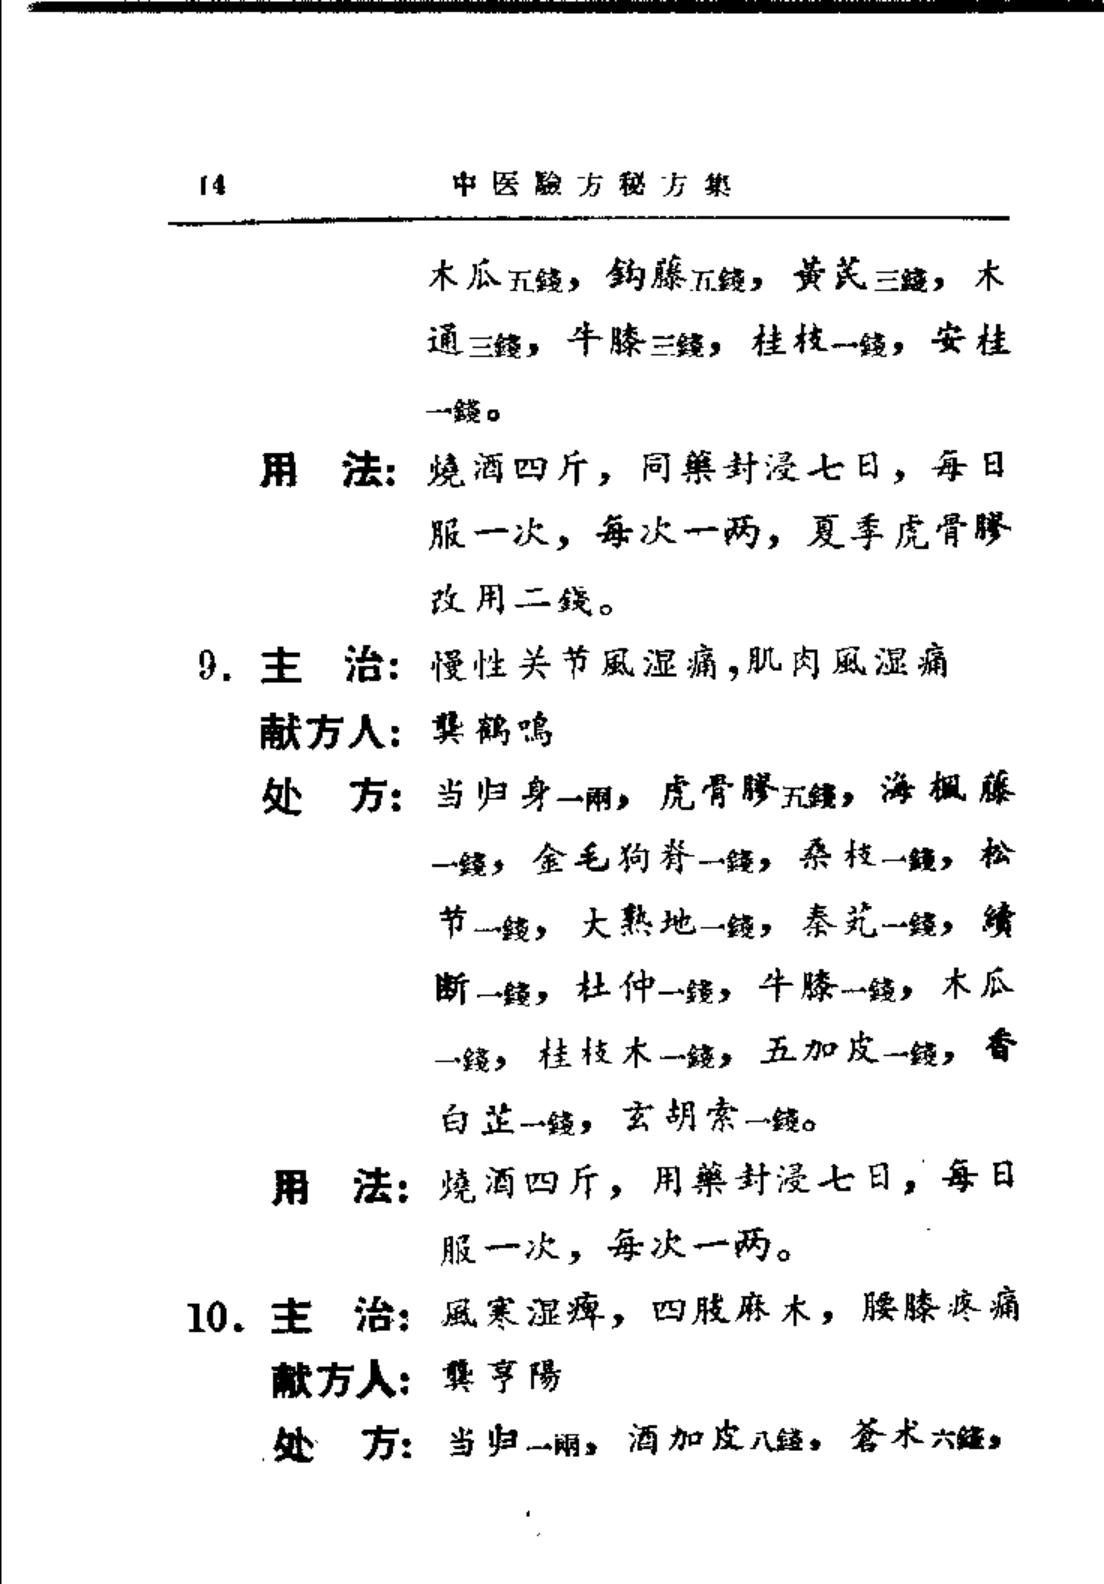 14 中医驗方秘方集
木瓜五錢，鈎藤五錢，黃芪三錢，木
通三錢，牛膝三錢，桂枝一錢，安桂
一錢。
用 法：燒酒四斤，同藥封浸七日，每日
服一次，每次一两，夏季虎骨膠
改用二錢。
9. 主 治：慢性关节風湿痛，肌肉風湿痛
献方人：龔鶴鳴
处 方：当归身一兩，虎骨膠五錢，海楓藤
一錢，金毛狗脊一錢，桑枝一錢，松
节一錢，大熟地一錢，秦艽一錢，續
断一錢，杜仲一錢，牛膝一錢，木瓜
一錢，桂枝木一錢，五加皮一錢，香
白芷一錢，玄胡索一錢。
用 法：燒酒四斤，用藥封浸七日，每日
服一次，每次一两。
10. 主 治：風寒湿痺，四肢麻木，腰膝疼痛
献方人：龔亨陽
处 方：当归一兩，酒加皮八錢，蒼术六錢，